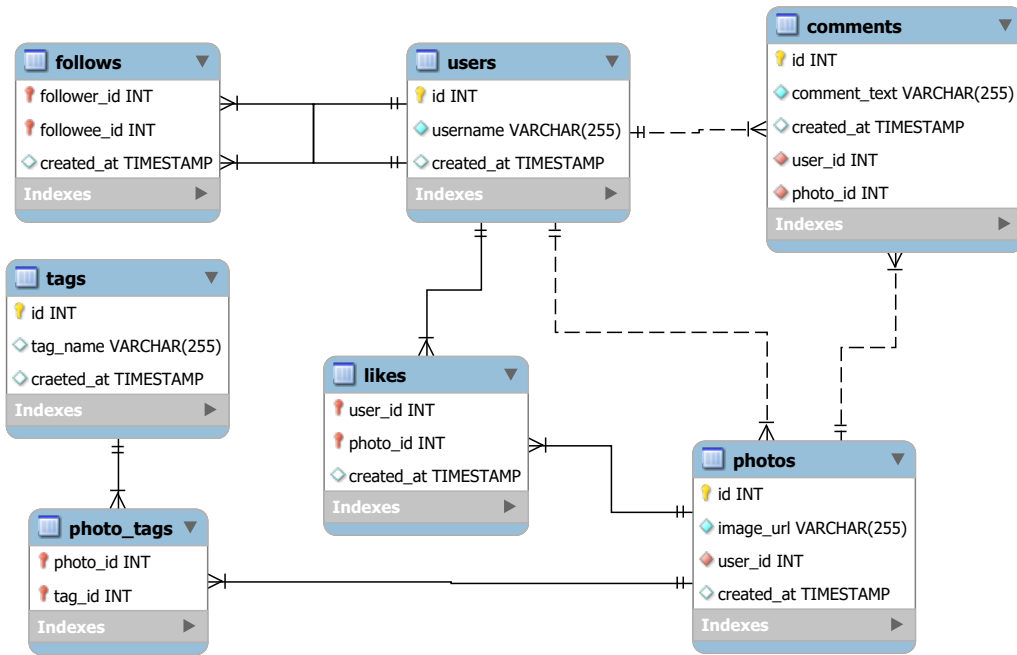 follows
follower_id INT
followee_id INT
created_at TIMESTAMP
Indexes
users
id INT
username VARCHAR(255)
created_at TIMESTAMP
Indexes
comments
id INT
comment_text VARCHAR(255)
created_at TIMESTAMP
user_id INT
photo_id INT
Indexes
tags
id INT
tag_name VARCHAR(255)
craeted_at TIMESTAMP
Indexes
likes
user_id INT
photo_id INT
created_at TIMESTAMP
Indexes
photo_tags
photo_id INT
tag_id INT
Indexes
photos
id INT
image_url VARCHAR(255)
user_id INT
created_at TIMESTAMP
Indexes